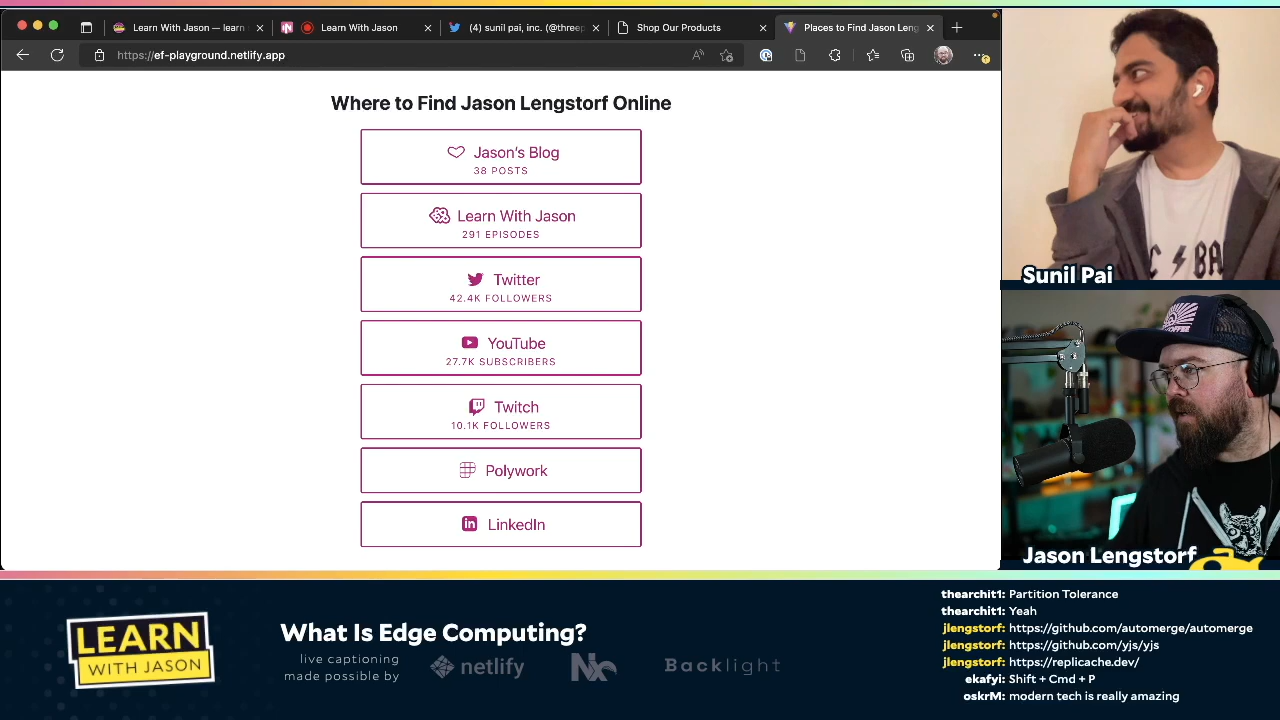 Learn With Jason — learn
Learn With Jason
(4) sunil pai, inc. (@threep
Shop Our Products
Places to Find Jason Leng
https://ef-playground.netlify.app
Where to Find Jason Lengstorf Online
Jason's Blog
38 POSTS
Learn With Jason
291 EPISODES
Twitter
42.4K FOLLOWERS
YouTube
27.7K SUBSCRIBERS
Twitch
10.1K FOLLOWERS
Polywork
LinkedIn
Sunil Pai
COFFEE
Jason Lengstorf
LEARN
WITH JASON
What Is Edge Computing?
live captioning
made possible by
netlify
Nx
Backlight
thearchit1: Partition Tolerance
thearchit1: Yeah
jlengstorf: https://github.com/automerge/automerge
jlengstorf: https://github.com/yjs/yjs
jlengstorf: https://replicache.dev/
ekafyi: Shift + Cmd + P
oskrM: modern tech is really amazing